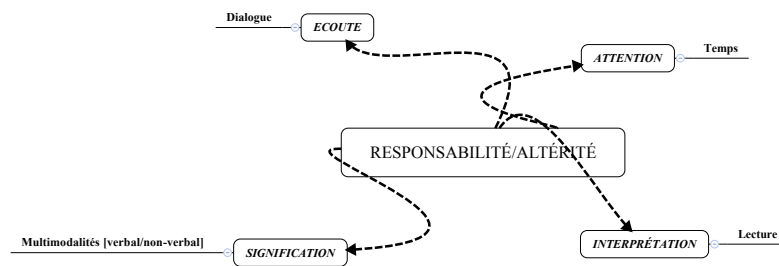 Dialogue
ECOUTE
ATTENTION
Temps
RESPONSABILITÉ/ALTÉRITÉ
Multimodalités [verbal/non-verbal]
SIGNIFICATION
INTERPRÉTATION
Lecture